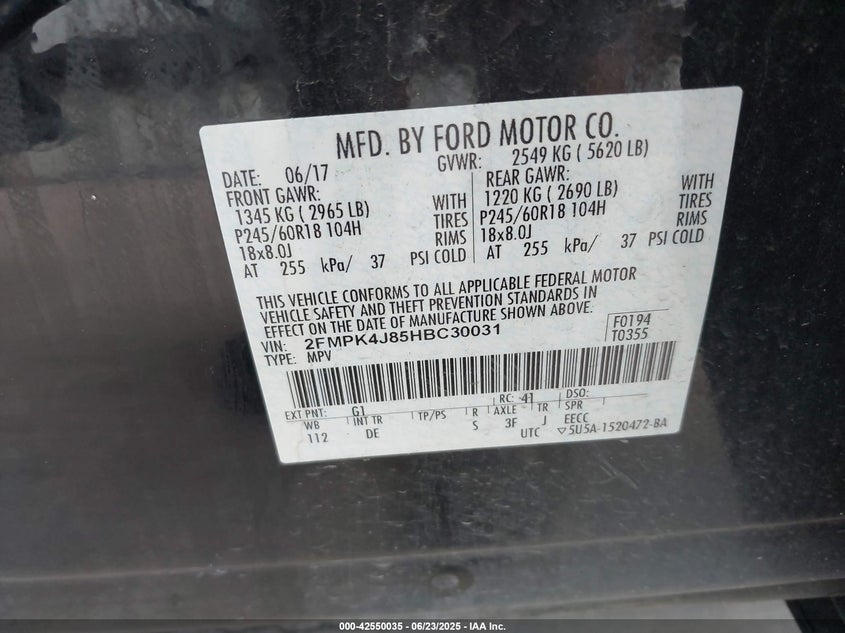 MFD. BY FORD MOTOR CO.
DATE: 06/17 GVWR: 2549 KG ( 5620 LB)
FRONT GAWR: REAR GAWR:
1345 KG ( 2965 LB) WITH 1220 KG ( 2690 LB) WITH
P245/60R18 104H TIRES P245/60R18 104H TIRES
18x8.0J RIMS 18x8.0J RIMS
AT 255 kPa/ 37 PSI COLD AT 255 kPa/ 37 PSI COLD
THIS VEHICLE CONFORMS TO ALL APPLICABLE FEDERAL MOTOR
VEHICLE SAFETY AND THEFT PREVENTION STANDARDS IN
EFFECT ON THE DATE OF MANUFACTURE SHOWN ABOVE.
VIN: 2FMPK4J85HBC30031 F0194
TYPE: MPV T0355
EXT PNT: G1 RC: 41 DSO:
WB INT TR TP/PS R AXLE TR SPR
112 DE S 3F J EECC
UTC ▽5U5A-1520472-BA
000-42550035 - 06/23/2025 - IAA Inc.